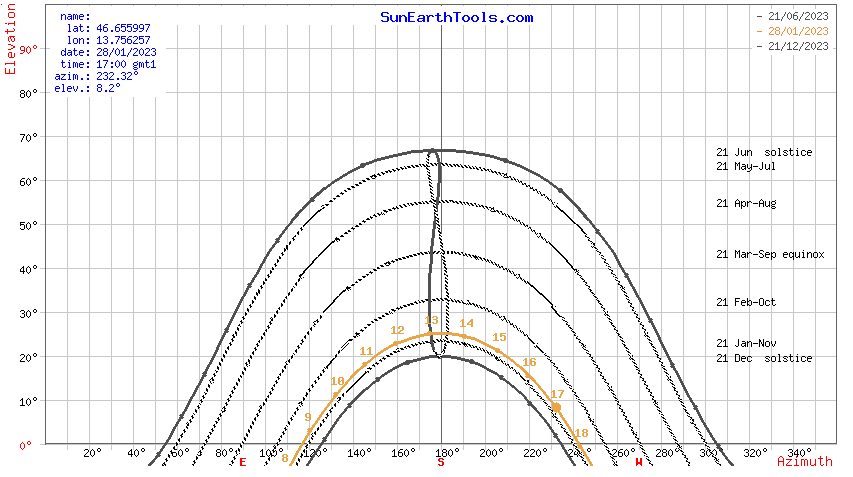 SunEarthTools.com
name:
lat: 46.655997
lon: 13.756257
date: 28/01/2023
time: 17:00 gmt1
azim.: 232.32°
elev.: 8.2°
- 21/06/2023
- 28/01/2023
- 21/12/2023
Elevation
90°
80°
70°
60°
50°
40°
30°
20°
10°
0°
21 Jun solstice
21 May-Jul
21 Apr-Aug
21 Mar-Sep equinox
21 Feb-Oct
21 Jan-Nov
21 Dec solstice
8 9 10 11 12 13 14 15 16 17 18
20° 40° 60° 80° 100° 120° 140° 160° 180° 200° 220° 240° 260° 280° 300° 320° 340°
E S W Azimuth